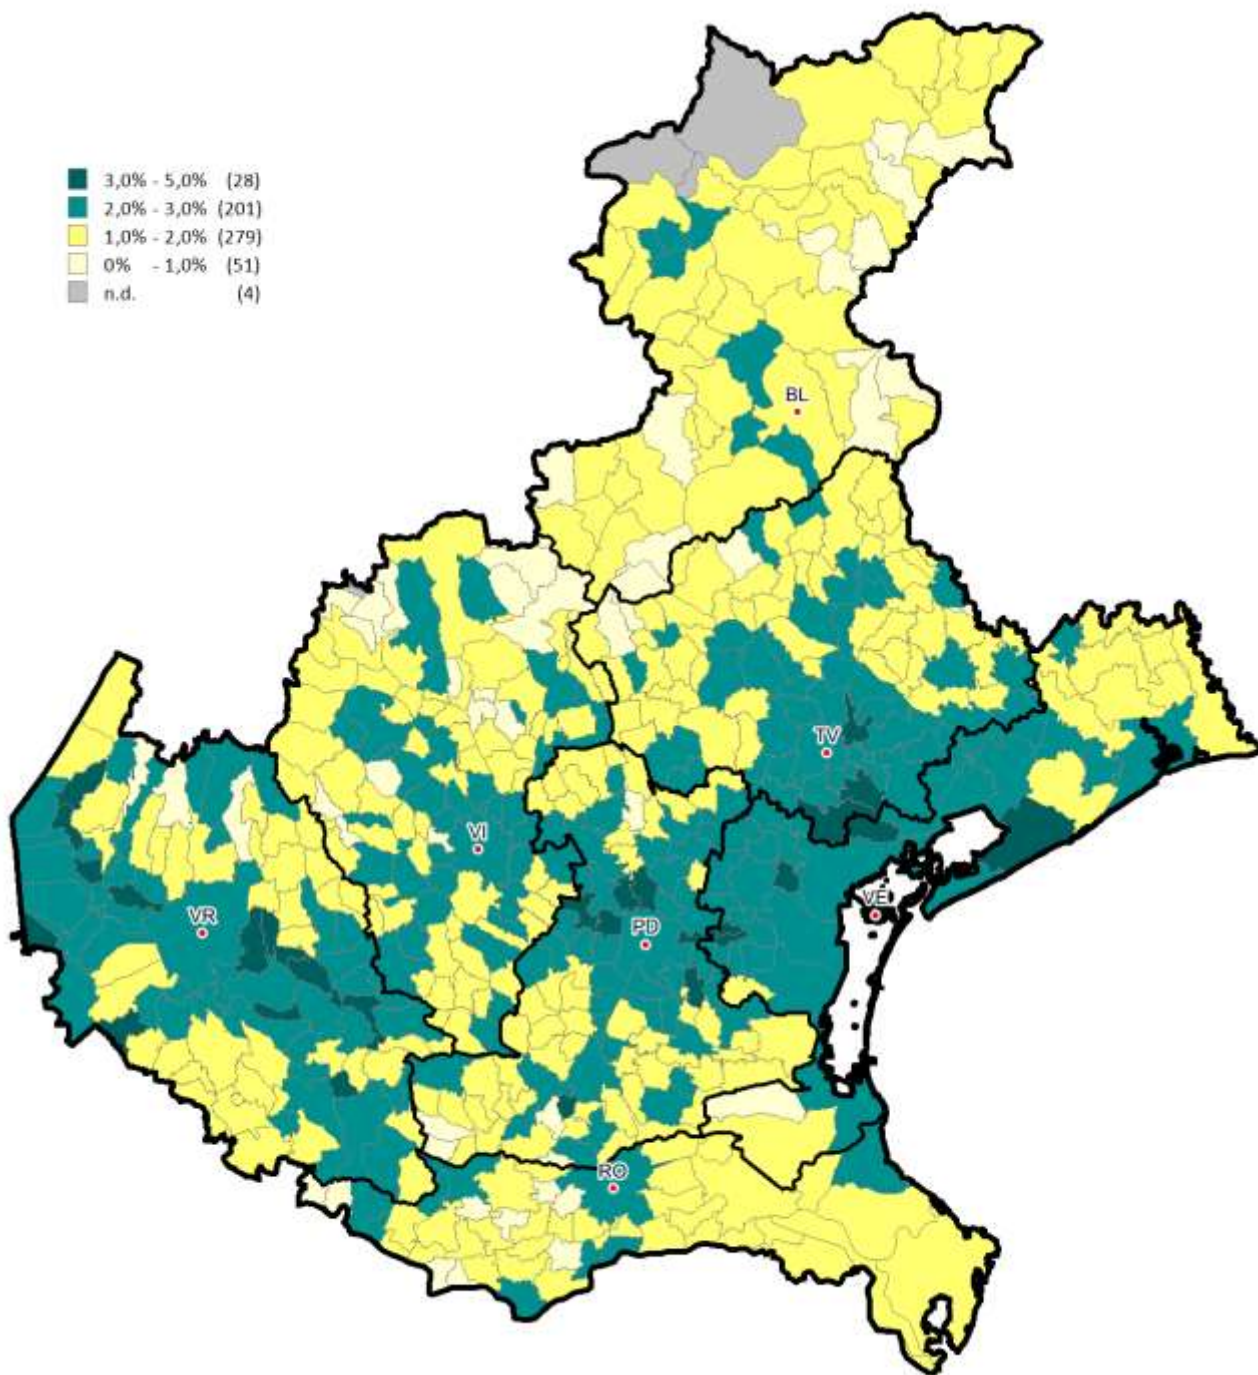 3,0% - 5,0% (28)
2,0% - 3,0% (201)
1,0% - 2,0% (279)
0% - 1,0% (51)
n.d. (4)
BL
TV
VI
VE
VR
PD
RO